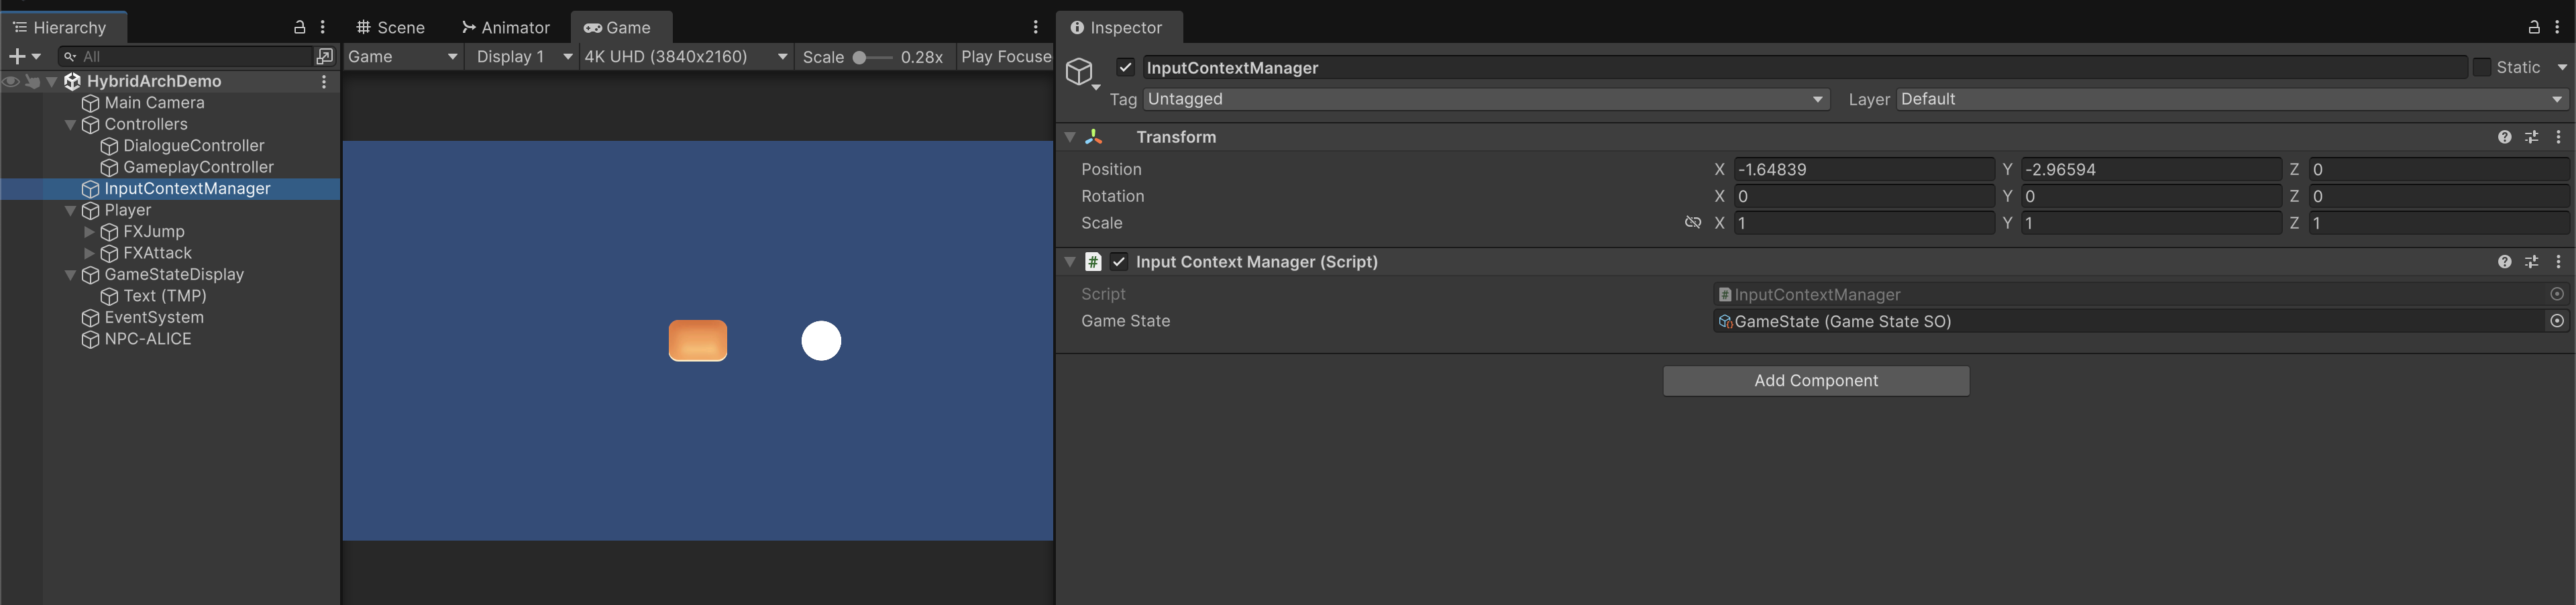 Hierarchy
All
HybridArchDemo
Main Camera
Controllers
DialogueController
GameplayController
InputContextManager
Player
FXJump
FXAttack
GameStateDisplay
Text (TMP)
EventSystem
NPC-ALICE
Scene Animator Game
Game Display 1 4K UHD (3840x2160) Scale 0.28x Play Focuse
Inspector
InputContextManager Static
Tag Untagged Layer Default
Transform
Position X -1.64839 Y -2.96594 Z 0
Rotation X 0 Y 0 Z 0
Scale X 1 Y 1 Z 1
# Input Context Manager (Script)
Script # InputContextManager
Game State GameState (Game State SO)
Add Component